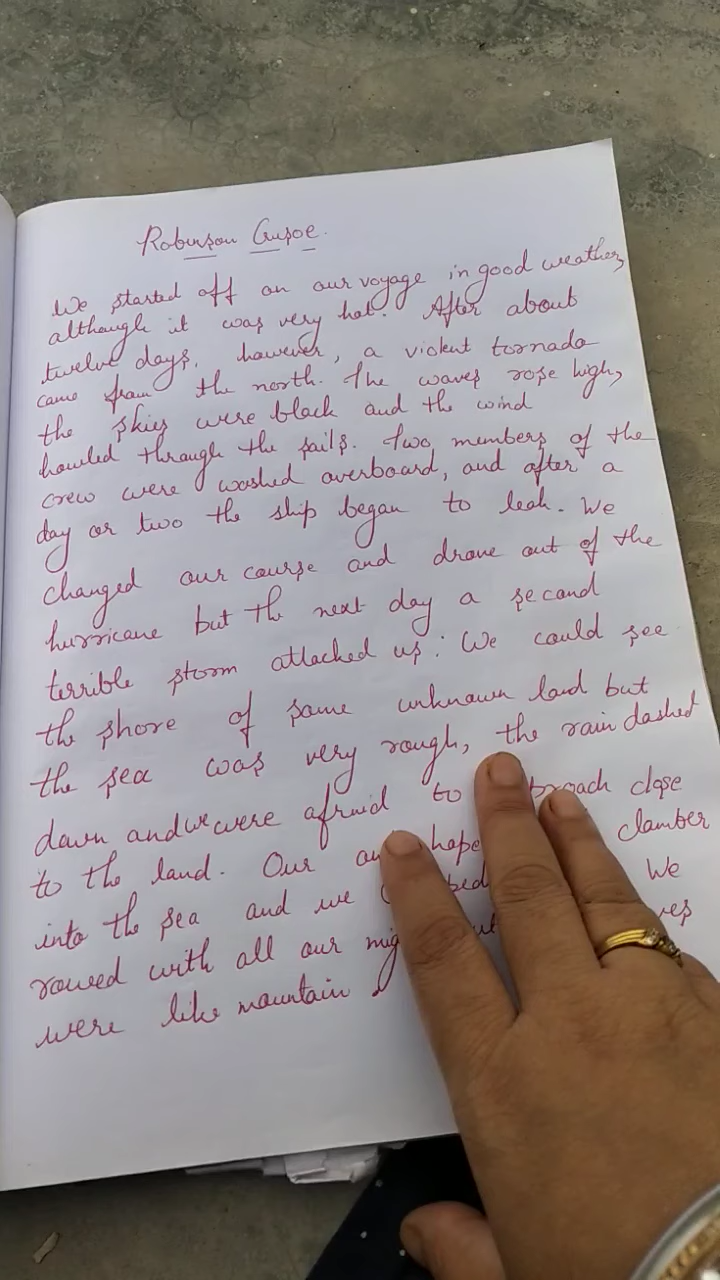 Robinson Crusoe.
We started off on our voyage in good weather,
although it was very hot. After about
twelve days, however, a violent tornado
came from the north. The waves rose high,
the skies were black and the wind
howled through the sails. Two members of the
crew were washed overboard, and after a
day or two the ship began to leak. We
changed our course and drove out of the
hurricane but the next day a second
terrible storm attacked us. We could see
the shore of some unknown land but
the sea was very rough, the rain dashed
down and we were afraid to close
to the land. Our hope clamber
into the sea and we We
rowed with all our
were like mountain